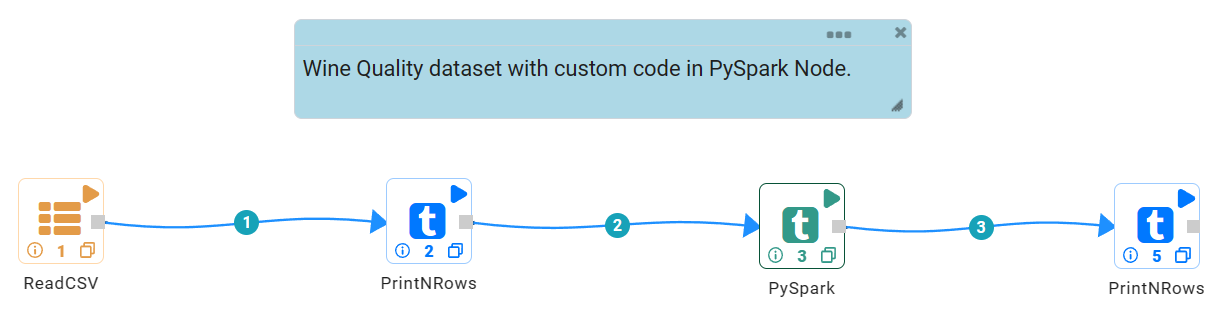 Wine Quality dataset with custom code in PySpark Node.
1 2 3
t t t
1 2 3 5
ReadCSV PrintNRows PySpark PrintNRows